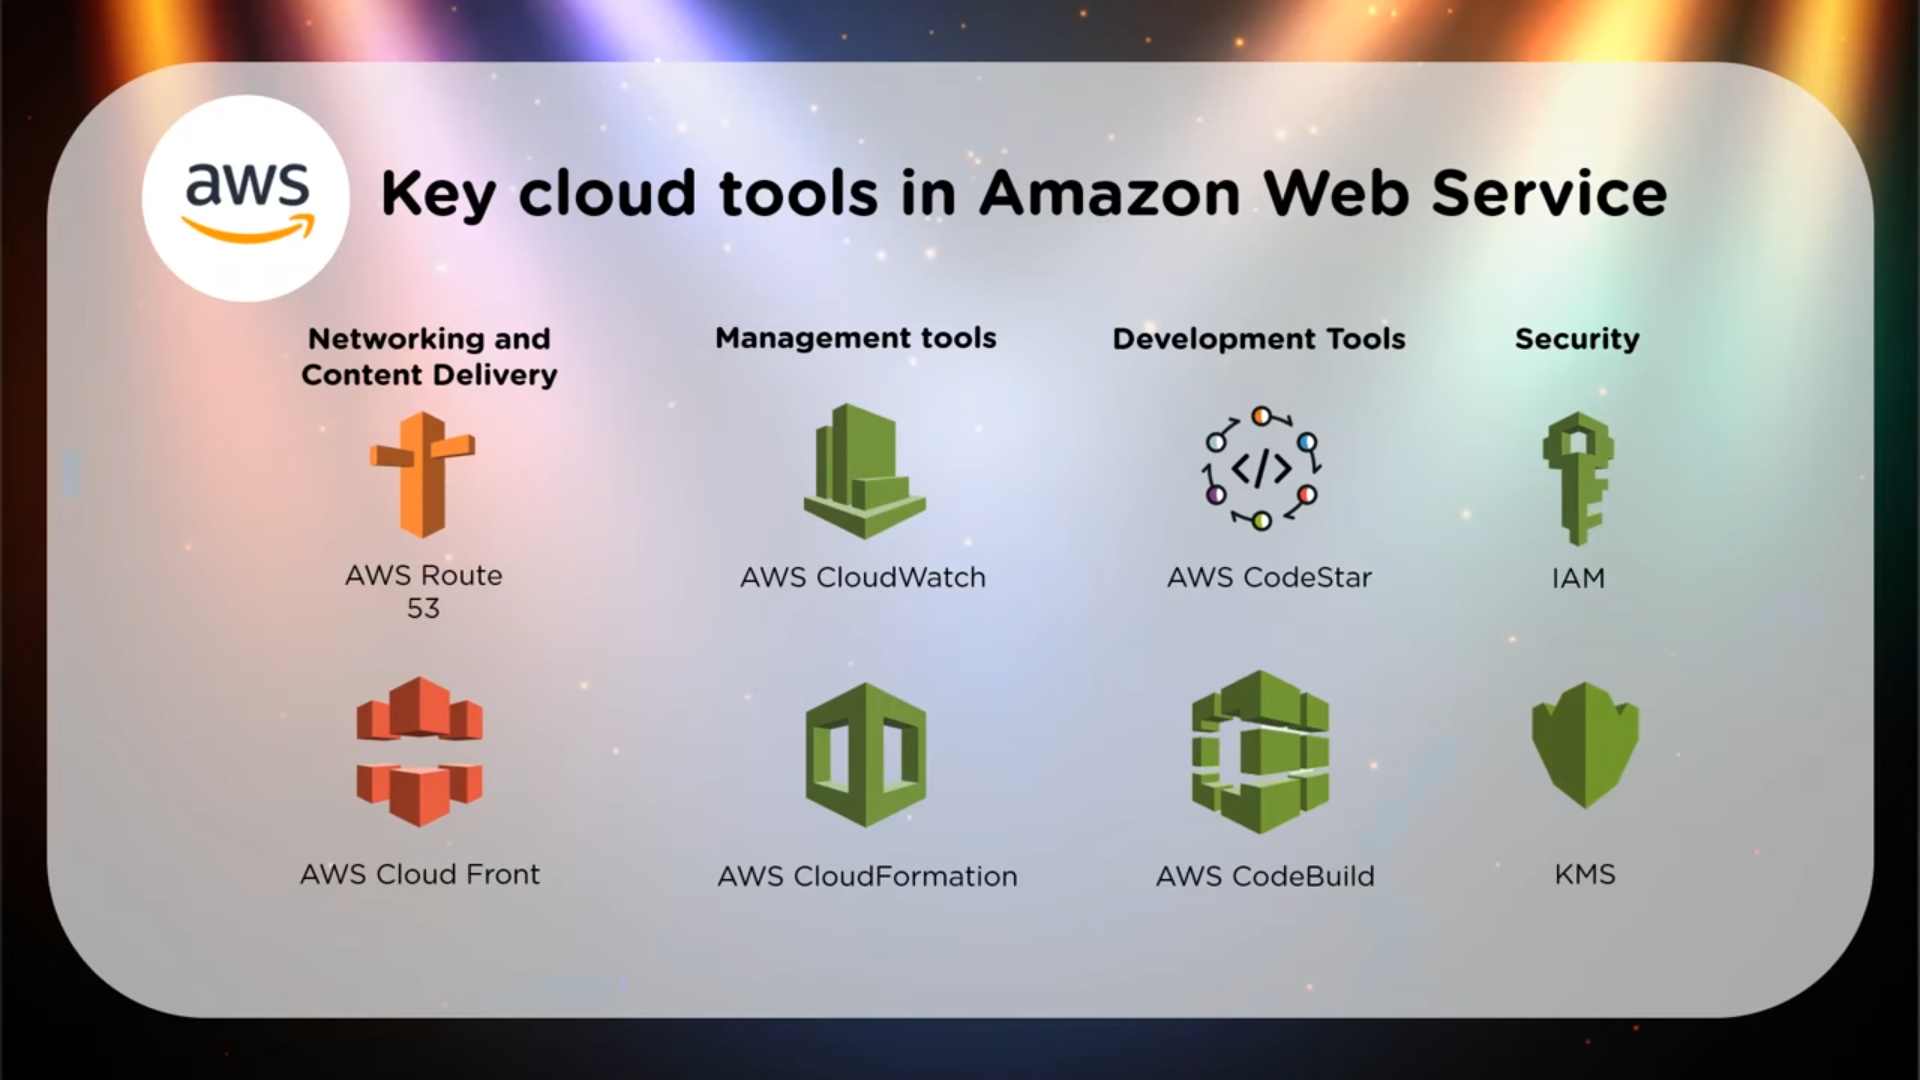 aws
Key cloud tools in Amazon Web Service
Networking and
Content Delivery
Management tools
Development Tools
Security
</>
AWS Route
53
AWS CloudWatch
AWS CodeStar
IAM
AWS Cloud Front
AWS CloudFormation
AWS CodeBuild
KMS